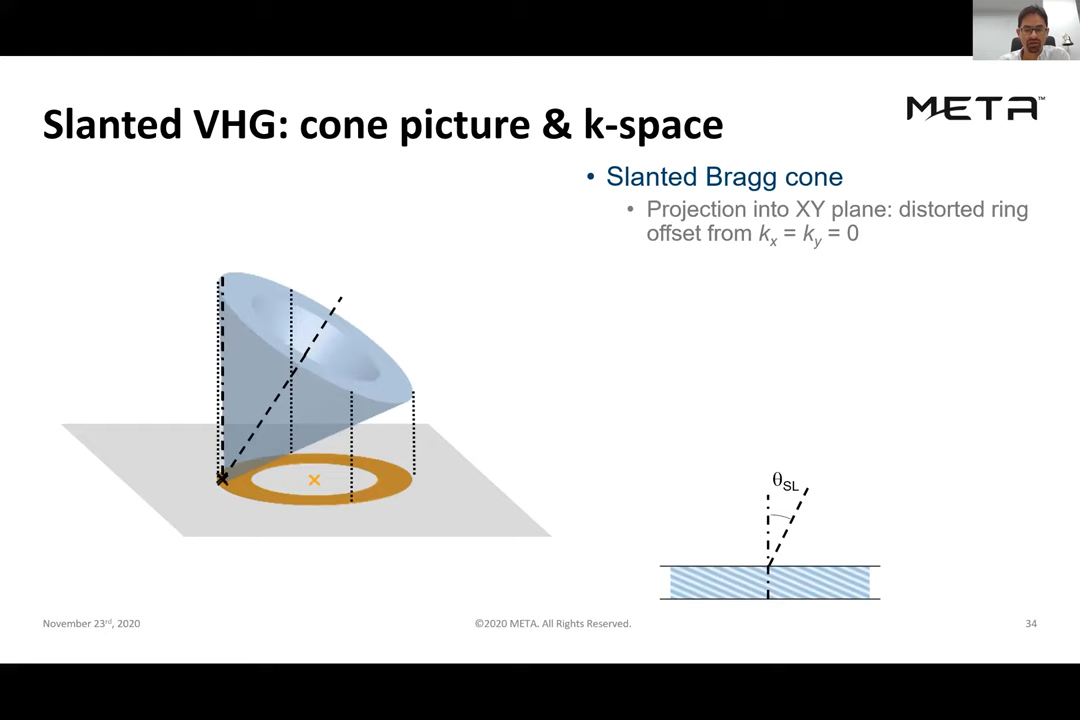 Slanted VHG: cone picture & k-space
META™
• Slanted Bragg cone
• Projection into XY plane: distorted ring
offset from kx = ky = 0
θSL
November 23rd, 2020
©2020 META. All Rights Reserved.
34